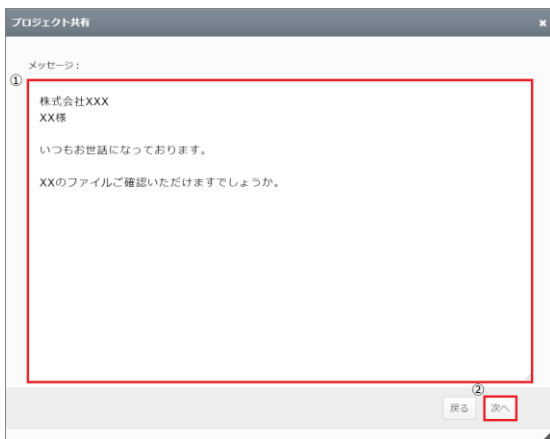 プロジェクト共有
メッセージ：
①
株式会社XXX
XX様
いつもお世話になっております。
XXのファイルご確認いただけますでしょうか。
②
戻る 次へ